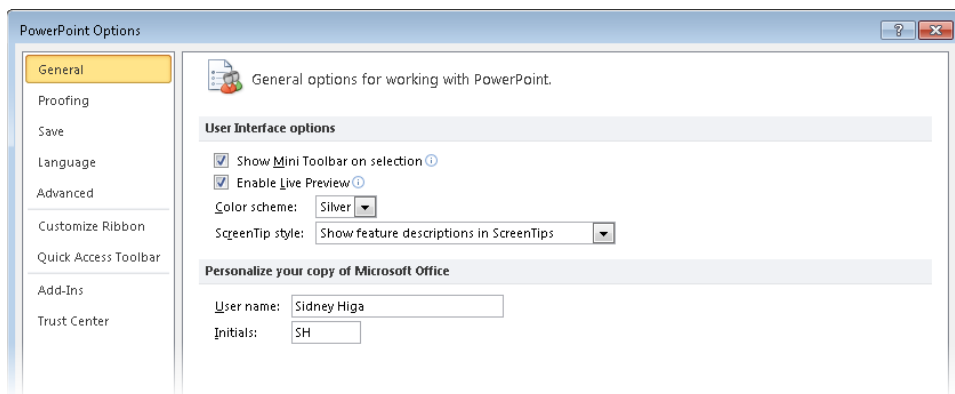 PowerPoint Options
General
Proofing
Save
Language
Advanced
Customize Ribbon
Quick Access Toolbar
Add-Ins
Trust Center
General options for working with PowerPoint.
User Interface options
Show Mini Toolbar on selection
Enable Live Preview
Color scheme: Silver
ScreenTip style: Show feature descriptions in ScreenTips
Personalize your copy of Microsoft Office
User name: Sidney Higa
Initials: SH